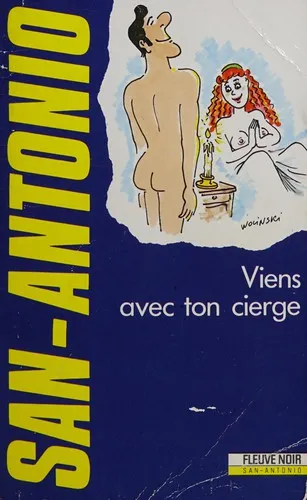 SAN-ANTONIO
WOLINSKI
Viens
avec ton cierge
FLEUVE NOIR
SAN-ANTONIO